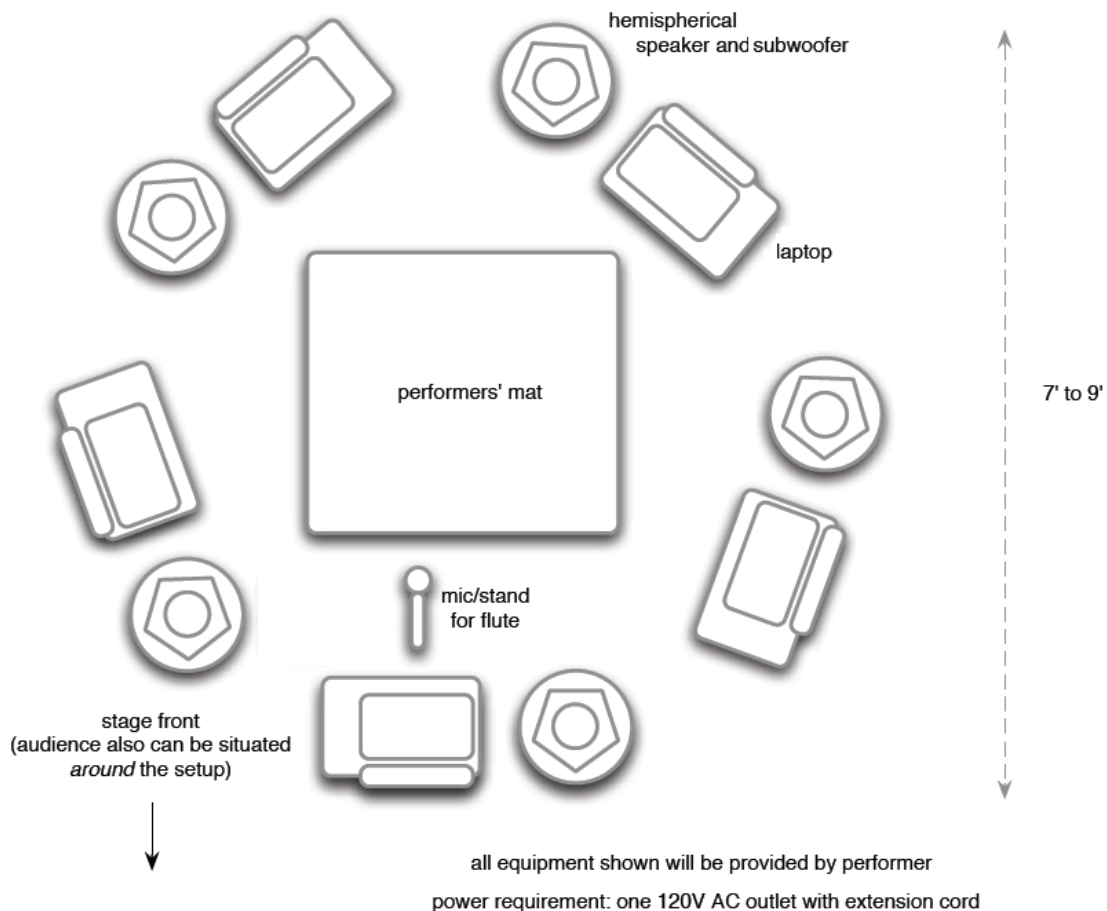 hemispherical
speaker and subwoofer
laptop
7' to 9'
performers' mat
mic/stand
for flute
stage front
(audience also can be situated
around the setup)
all equipment shown will be provided by performer
power requirement: one 120V AC outlet with extension cord